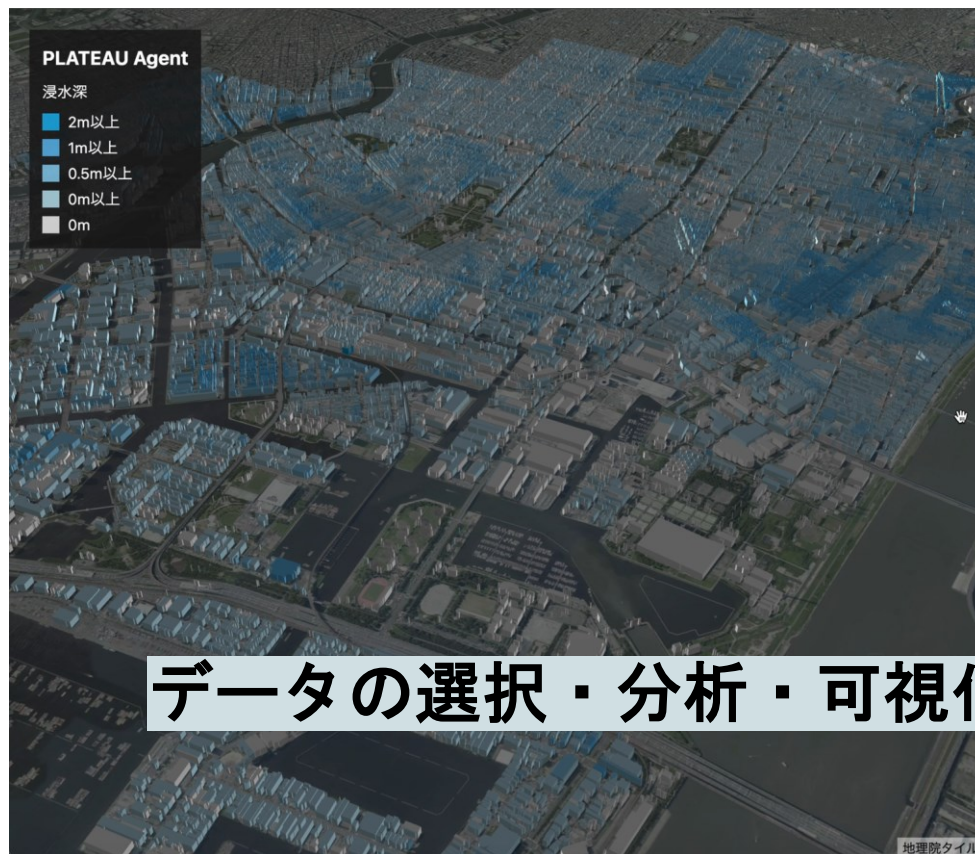 PLATEAU Agent
浸水深
2m以上
1m以上
0.5m以上
0m以上
0m
データの選択・分析・可視
地理院タイル